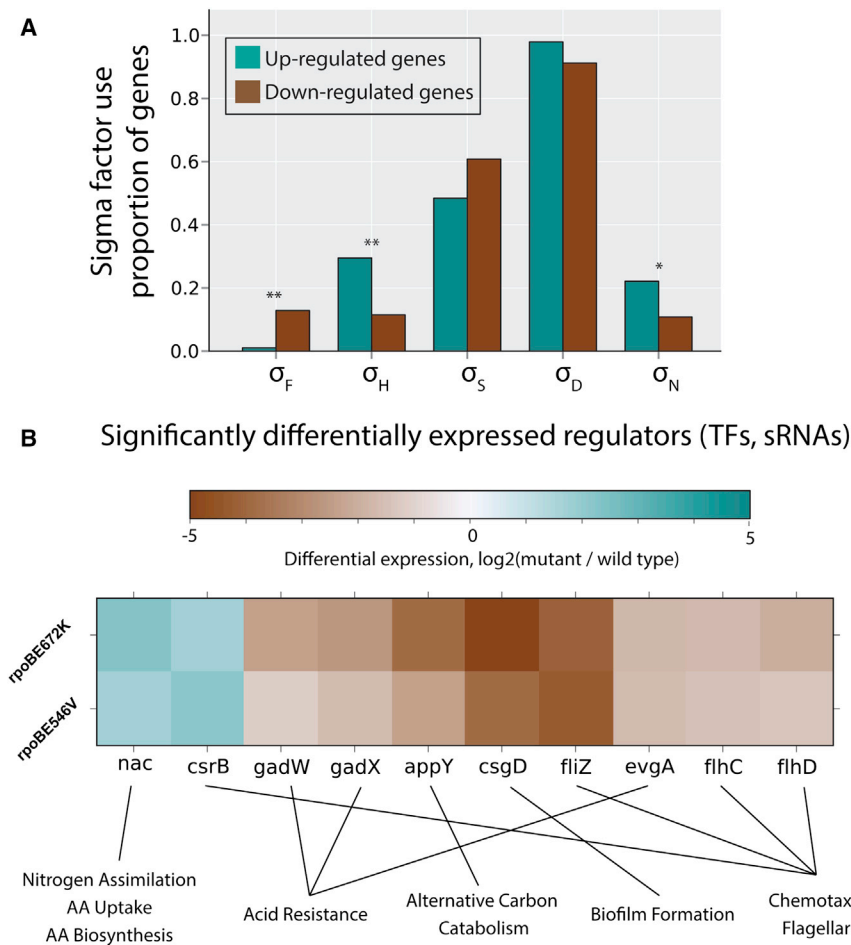 A
Sigma factor use
proportion of genes
1.0
0.8
0.6
0.4
0.2
0.0
Up-regulated genes
Down-regulated genes
**
**
*
σF
σH
σS
σD
σN
B
Significantly differentially expressed regulators (TFs, sRNAs)
-5
0
5
Differential expression, log2(mutant / wild type)
rpoBE672K
rpoBE546V
nac csrB gadW gadX appY csgD fliZ evgA flhC flhD
Nitrogen Assimilation
AA Uptake
AA Biosynthesis
Acid Resistance
Alternative Carbon
Catabolism
Biofilm Formation
Chemotax
Flagellar